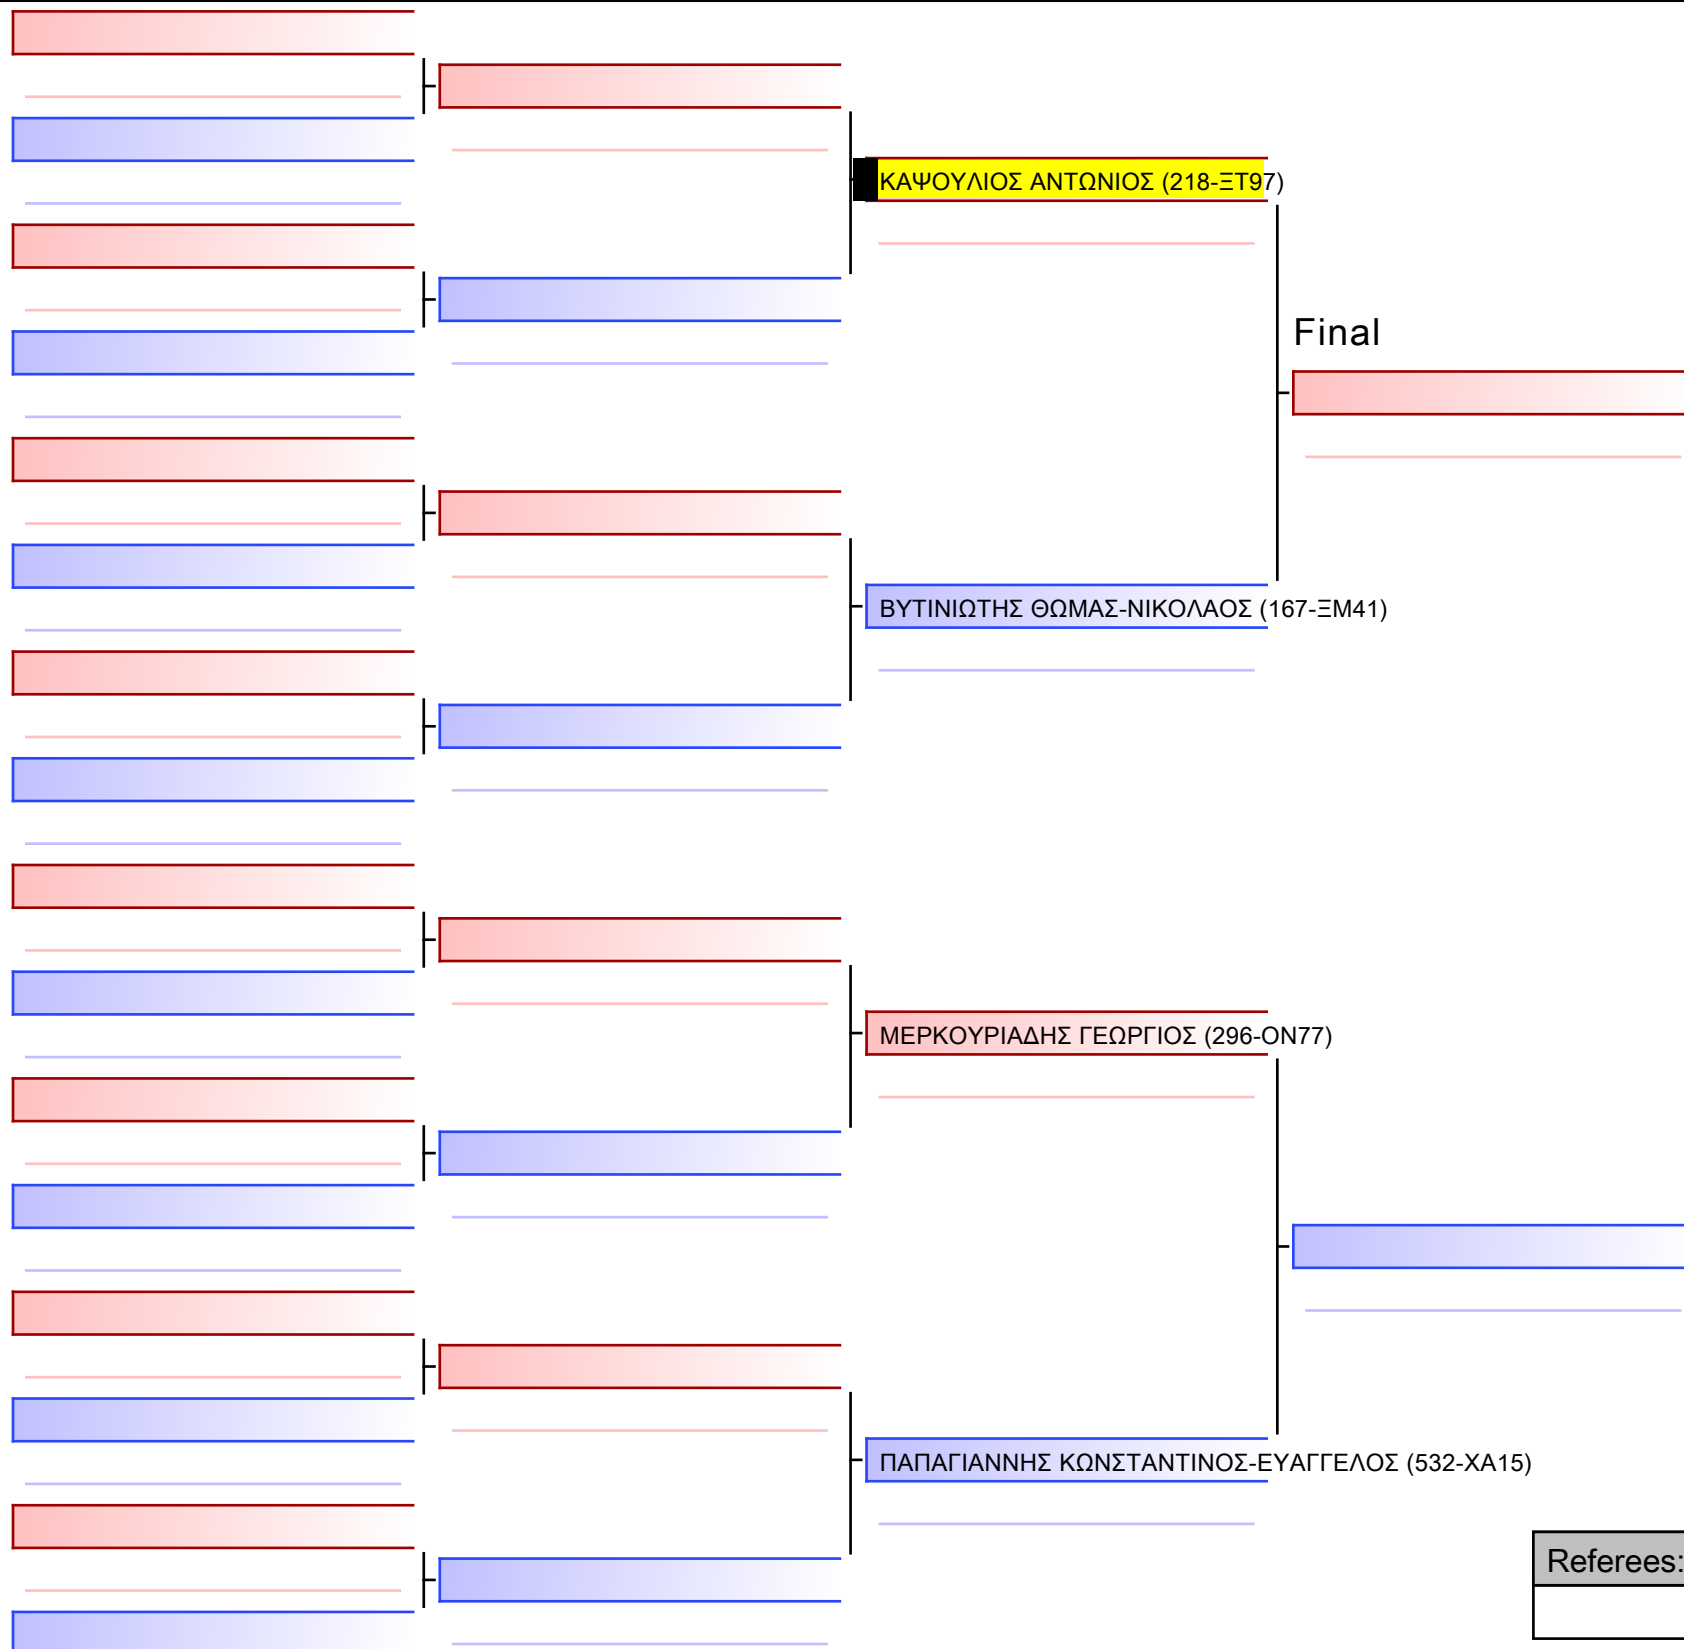 ΚΑΨΟΥΛΙΟΣ ΑΝΤΩΝΙΟΣ (218-ΞΤ97)
Final
ΒΥΤΙΝΙΩΤΗΣ ΘΩΜΑΣ-ΝΙΚΟΛΑΟΣ (167-ΞΜ41)
ΜΕΡΚΟΥΡΙΑΔΗΣ ΓΕΩΡΓΙΟΣ (296-ΟΝ77)
ΠΑΠΑΓΙΑΝΝΗΣ ΚΩΝΣΤΑΝΤΙΝΟΣ-ΕΥΑΓΓΕΛΟΣ (532-ΧΑ15)
Referees: